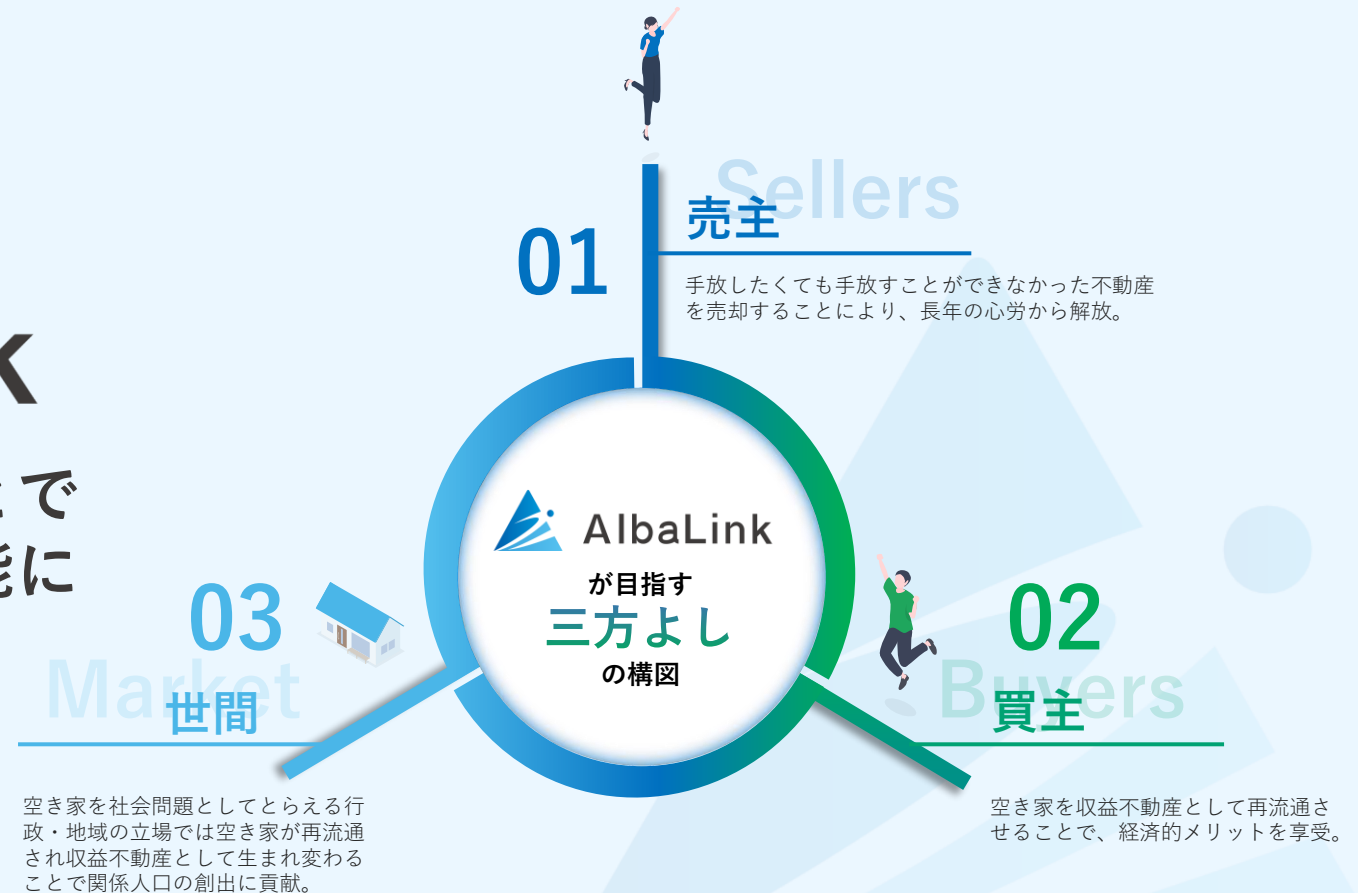 Sellers
01
売主
手放したくても手放すことができなかった不動産
を売却することにより、長年の心労から解放。
k
とで
能に
AlbaLink
が目指す
三方よし
の構図
02
Buyers
買主
空き家を収益不動産として再流通さ
せることで、経済的メリットを享受。
03
Market
世間
空き家を社会問題としてとらえる行
政・地域の立場では空き家が再流通
され収益不動産として生まれ変わる
ことで関係人口の創出に貢献。